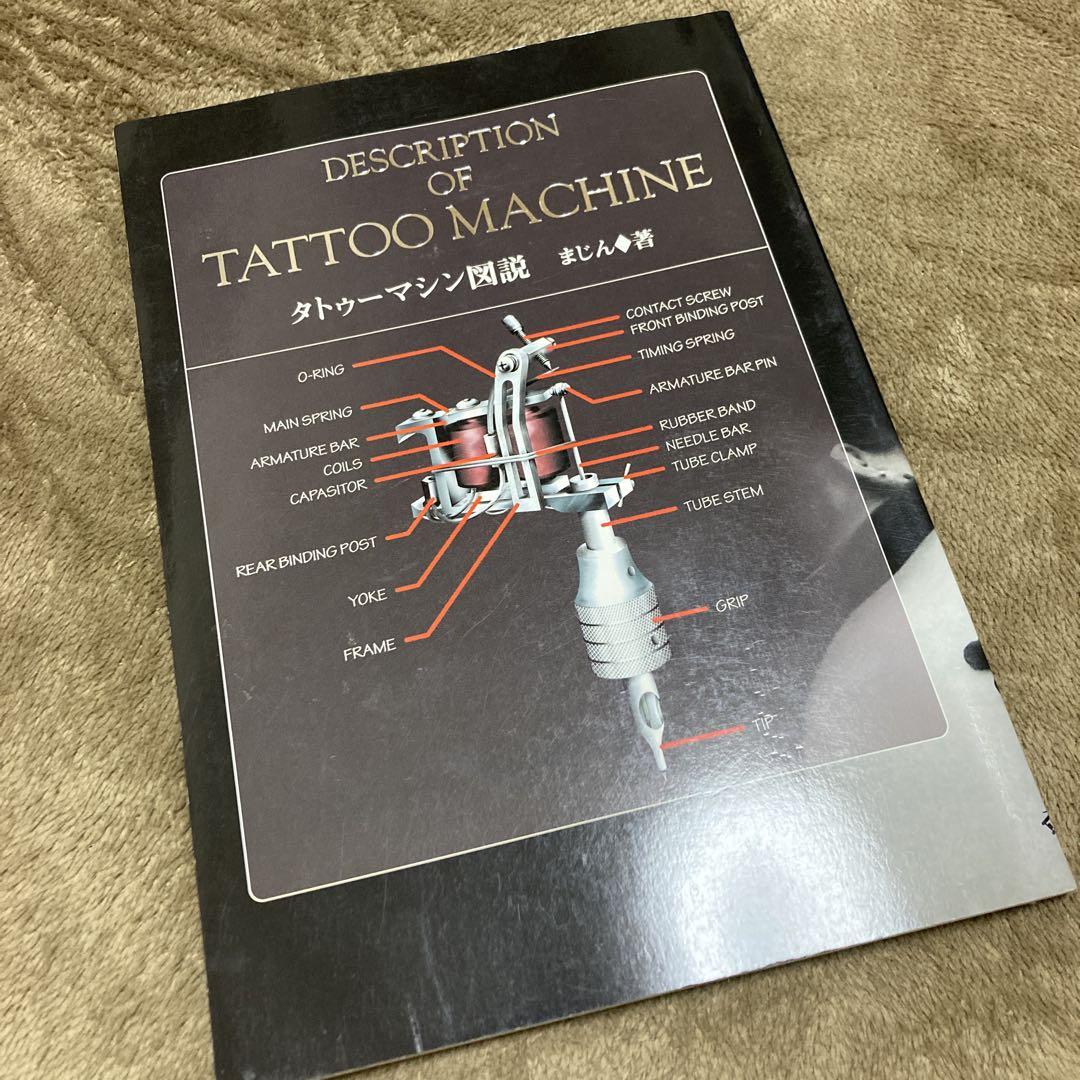 DESCRIPTION
OF
TATTOO MACHINE
タトゥーマシン図説 まじん◆著
CONTACT SCREW
FRONT BINDING POST
TIMING SPRING
ARMATURE BAR PIN
RUBBER BAND
NEEDLE BAR
TUBE CLAMP
TUBE STEM
GRIP
TIP
O-RING
MAIN SPRING
ARMATURE BAR
COILS
CAPASITOR
REAR BINDING POST
YOKE
FRAME